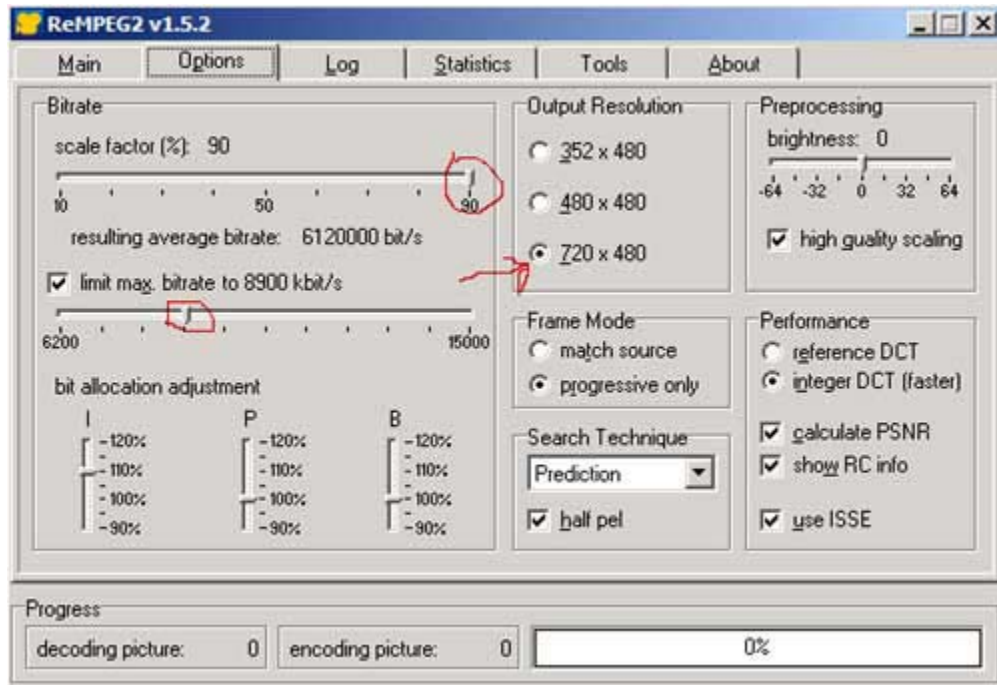 ReMPEG2 v1.5.2
Main Options Log Statistics Tools About
Bitrate
scale factor (%): 90
10 50 90
resulting average bitrate: 6120000 bit/s
limit max. bitrate to 8900 kbit/s
6200 15000
bit allocation adjustment
I P B
-120% -120% -120%
-110% -110% -110%
-100% -100% -100%
-90% -90% -90%
Output Resolution
352 x 480
480 x 480
720 x 480
Frame Mode
match source
progressive only
Search Technique
Prediction
half pel
Preprocessing
brightness: 0
-64 -32 0 32 64
high quality scaling
Performance
reference DCT
integer DCT (faster)
calculate PSNR
show RC info
use ISSE
Progress
decoding picture: 0 encoding picture: 0 0%